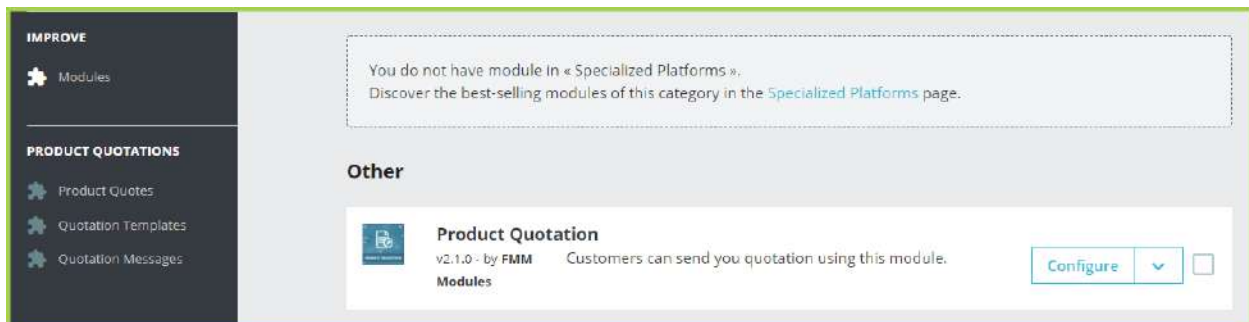 IMPROVE
Modules
PRODUCT QUOTATIONS
Product Quotes
Quotation Templates
Quotation Messages
You do not have module in « Specialized Platforms ».
Discover the best-selling modules of this category in the Specialized Platforms page.
Other
Product Quotation
v2.1.0 - by FMM Customers can send you quotation using this module.
Modules
Configure